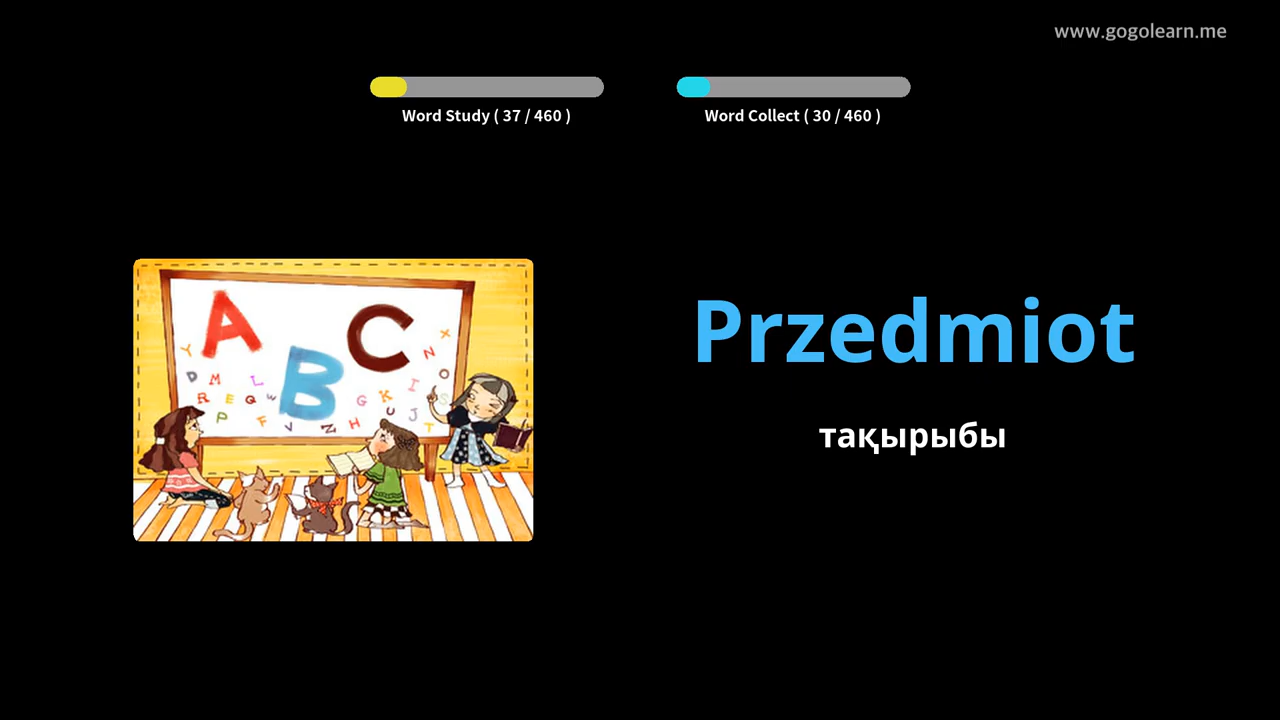 www.gogolearn.me
Word Study ( 37 / 460 )
Word Collect ( 30 / 460 )
A
B
C
X
Y
N
D M L I O
R E Q W G K S
P F V Z H U J T
Przedmiot
тақырыбы